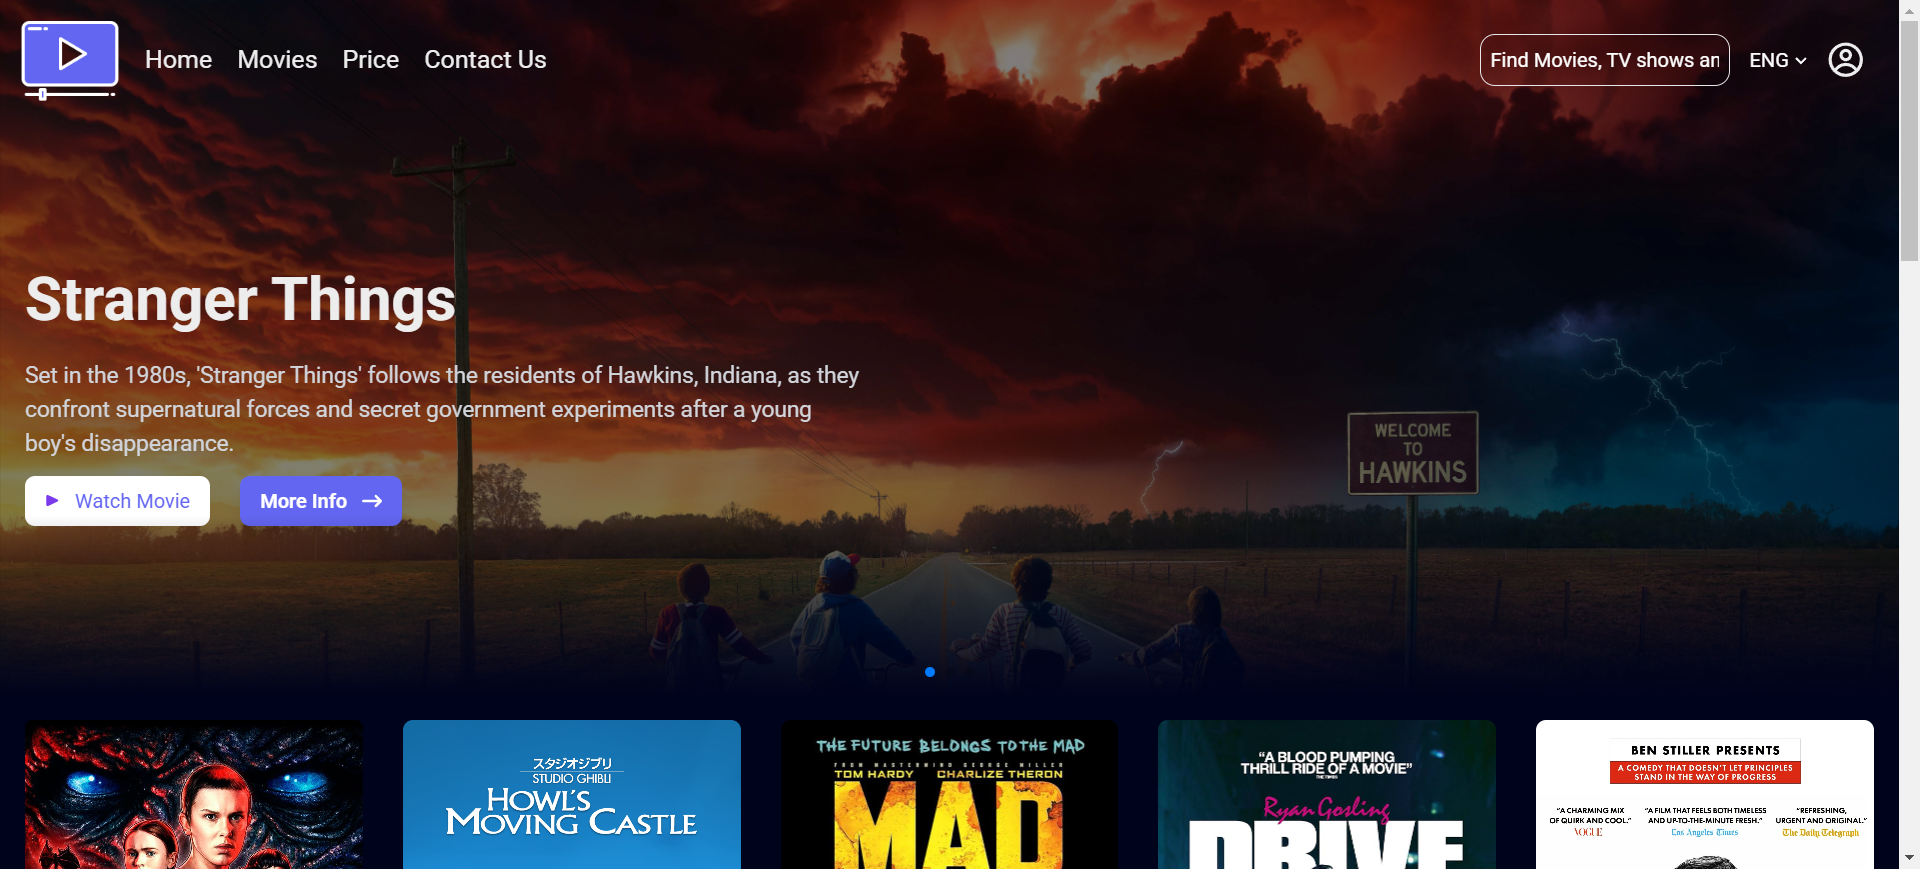 Home Movies Price Contact Us
Find Movies, TV shows an
ENG
Stranger Things
Set in the 1980s, 'Stranger Things' follows the residents of Hawkins, Indiana, as they
confront supernatural forces and secret government experiments after a young
boy's disappearance.
Watch Movie
More Info
WELCOME
TO
HAWKINS
スタジオジブリ
STUDIO GHIBLI
HOWL'S
MOVING CASTLE
THE FUTURE BELONGS TO THE MAD
FROM MASTERMIND GEORGE MILLER
TOM HARDY CHARLIZE THERON
MAD
“A BLOOD PUMPING
THRILL RIDE OF A MOVIE”
THE TIMES
Ryan Gosling
DRIVE
BEN STILLER PRESENTS
A COMEDY THAT DOESN'T LET PRINCIPLES
STAND IN THE WAY OF PROGRESS
“A CHARMING MIX
OF QUIRK AND COOL.”
VOGUE
“A FILM THAT FEELS BOTH TIMELESS
AND UP-TO-THE-MINUTE FRESH.”
Los Angeles Times
“REFRESHING,
URGENT AND ORIGINAL.”
The Daily Telegraph